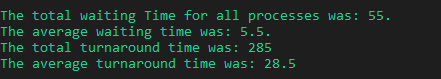 The total waiting Time for all processes was: 55.
The average waiting time was: 5.5.
The total turnaround time was: 285
The average turnaround time was: 28.5